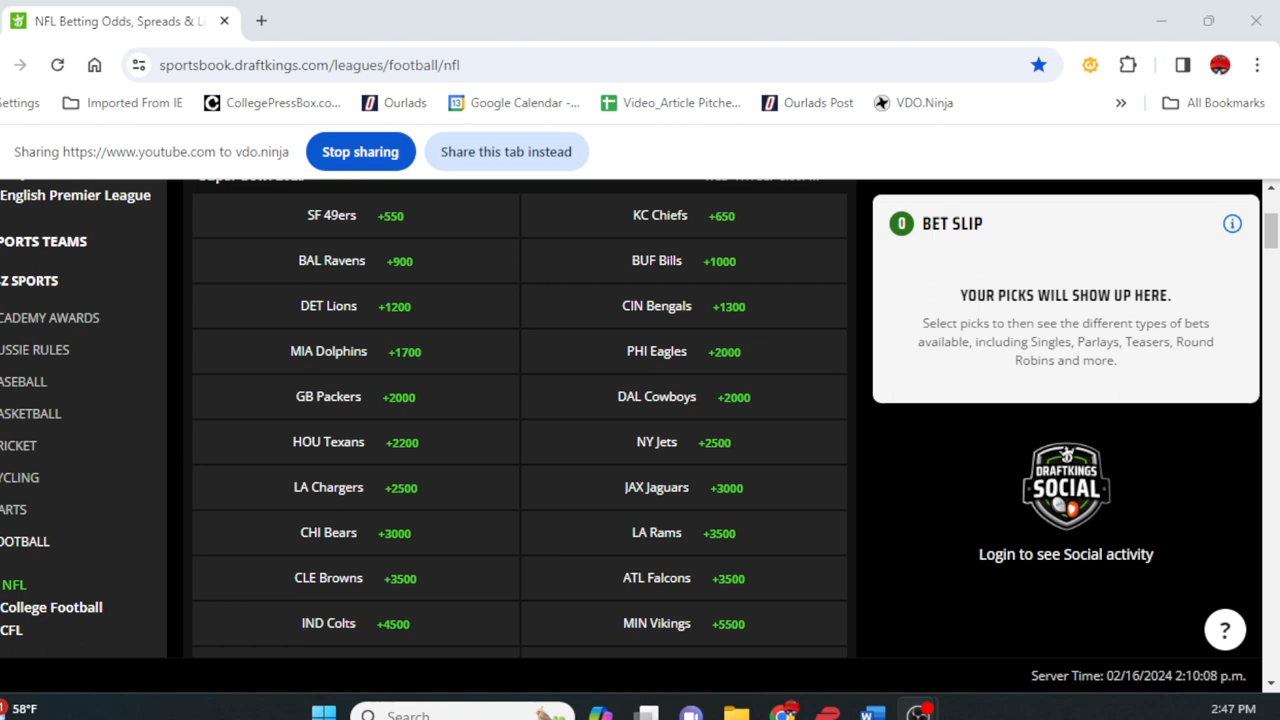 NFL Betting Odds, Spreads & Li
sportsbook.draftkings.com/leagues/football/nfl
ettings
Imported From IE
CollegePressBox.co...
Ourlads
Google Calendar -...
Video_Article Pitche...
Ourlads Post
VDO.Ninja
All Bookmarks
Sharing https://www.youtube.com to vdo.ninja
Stop sharing
Share this tab instead
English Premier League
PORTS TEAMS
-Z SPORTS
CADEMY AWARDS
USSIE RULES
ASEBALL
ASKETBALL
RICKET
YCLING
ARTS
OOTBALL
NFL
College Football
CFL
SF 49ers +550
KC Chiefs +650
BAL Ravens +900
BUF Bills +1000
DET Lions +1200
CIN Bengals +1300
MIA Dolphins +1700
PHI Eagles +2000
GB Packers +2000
DAL Cowboys +2000
HOU Texans +2200
NY Jets +2500
LA Chargers +2500
JAX Jaguars +3000
CHI Bears +3000
LA Rams +3500
CLE Browns +3500
ATL Falcons +3500
IND Colts +4500
MIN Vikings +5500
0 BET SLIP
YOUR PICKS WILL SHOW UP HERE.
Select picks to then see the different types of bets
available, including Singles, Parlays, Teasers, Round
Robins and more.
DRAFTKINGS
SOCIAL
Login to see Social activity
?
Server Time: 02/16/2024 2:10:08 p.m.
58°F
Search
2:47 PM